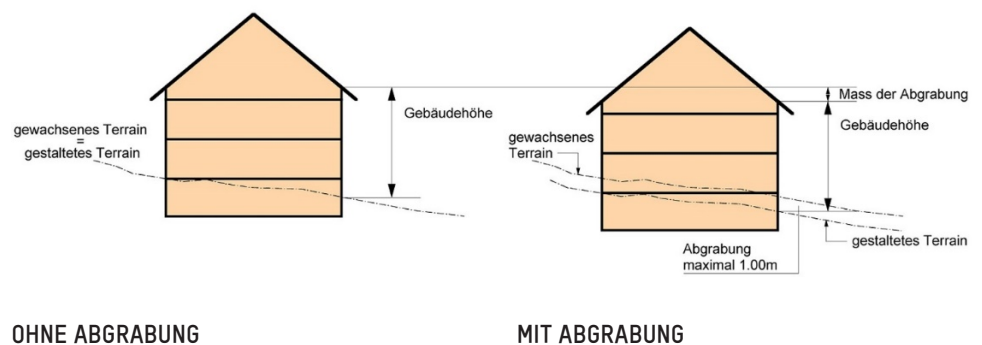 Gebäudehöhe
gewachsenes Terrain
=
gestaltetes Terrain
OHNE ABGRABUNG
Mass der Abgrabung
Gebäudehöhe
gewachsenes
Terrain
gestaltetes Terrain
Abgrabung
maximal 1.00m
MIT ABGRABUNG